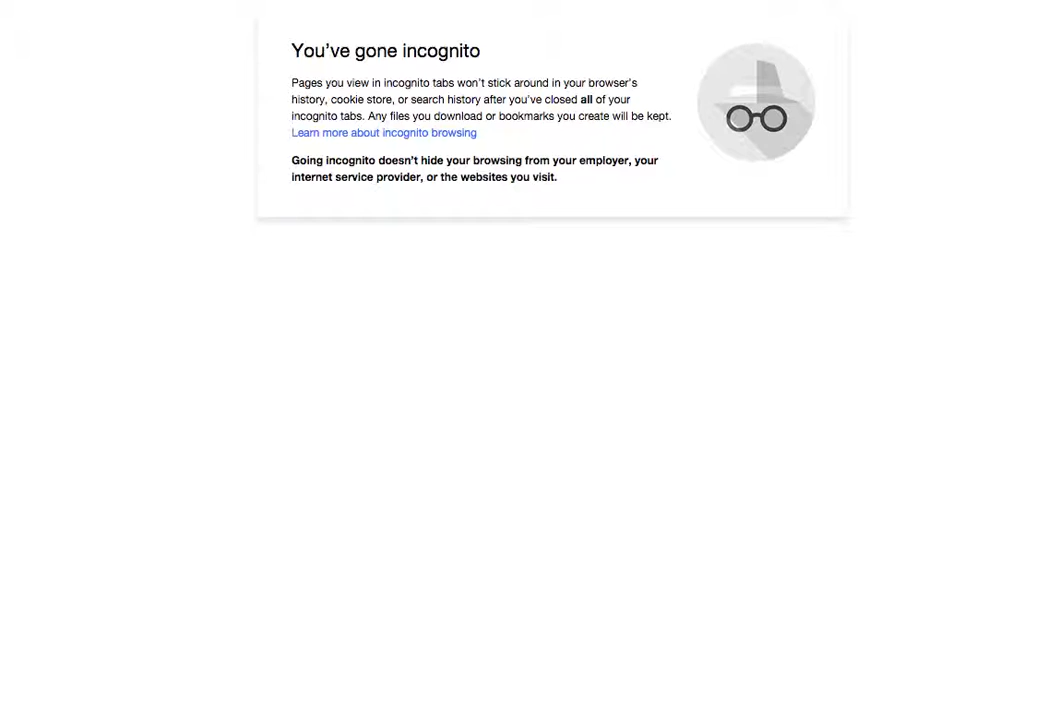 You’ve gone incognito
Pages you view in incognito tabs won’t stick around in your browser’s
history, cookie store, or search history after you’ve closed all of your
incognito tabs. Any files you download or bookmarks you create will be kept.
Learn more about incognito browsing
Going incognito doesn’t hide your browsing from your employer, your
internet service provider, or the websites you visit.